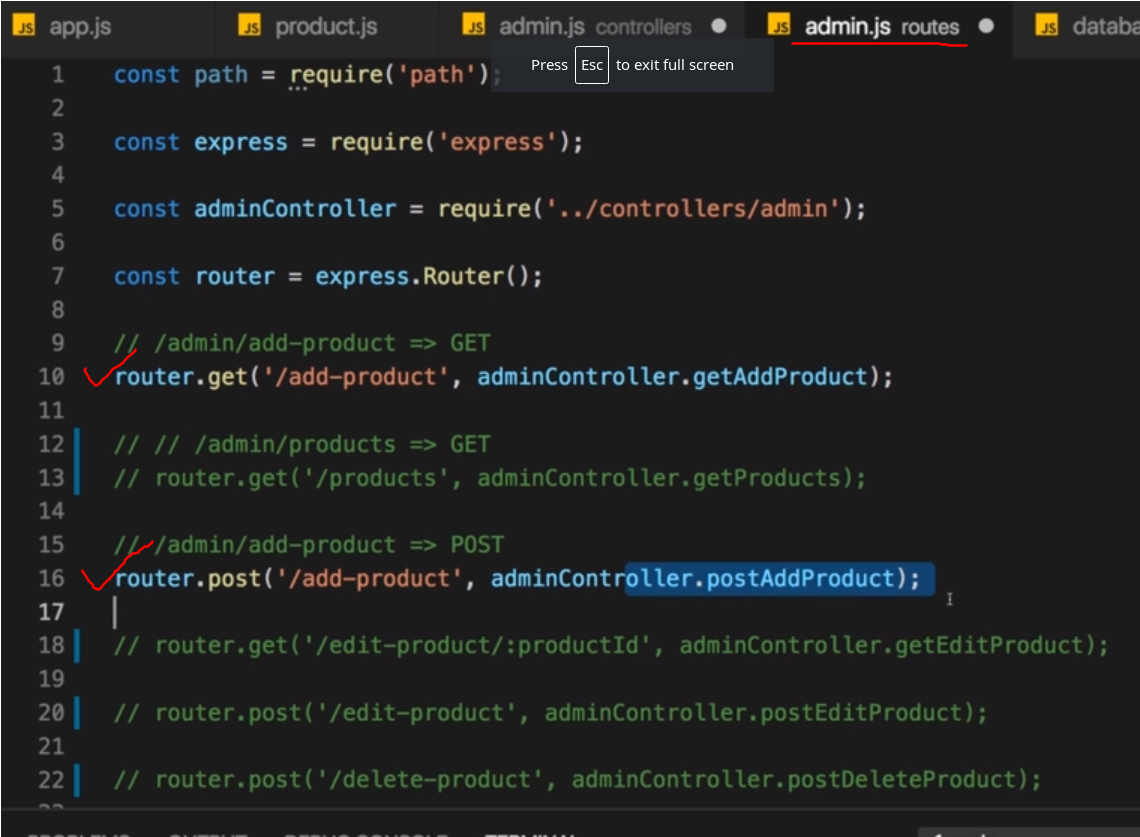 JS app.js JS product.js JS admin.js controllers JS admin.js routes JS
Press Esc to exit full screen
1 const path = require('path');
2
3 const express = require('express');
4
5 const adminController = require('../controllers/admin');
6
7 const router = express.Router();
8
9 // /admin/add-product => GET
10 router.get('/add-product', adminController.getAddProduct);
11
12 // // /admin/products => GET
13 // router.get('/products', adminController.getProducts);
14
15 // /admin/add-product => POST
16 router.post('/add-product', adminController.postAddProduct);
17
18 // router.get('/edit-product/:productId', adminController.getEditProduct);
19
20 // router.post('/edit-product', adminController.postEditProduct);
21
22 // router.post('/delete-product', adminController.postDeleteProduct);